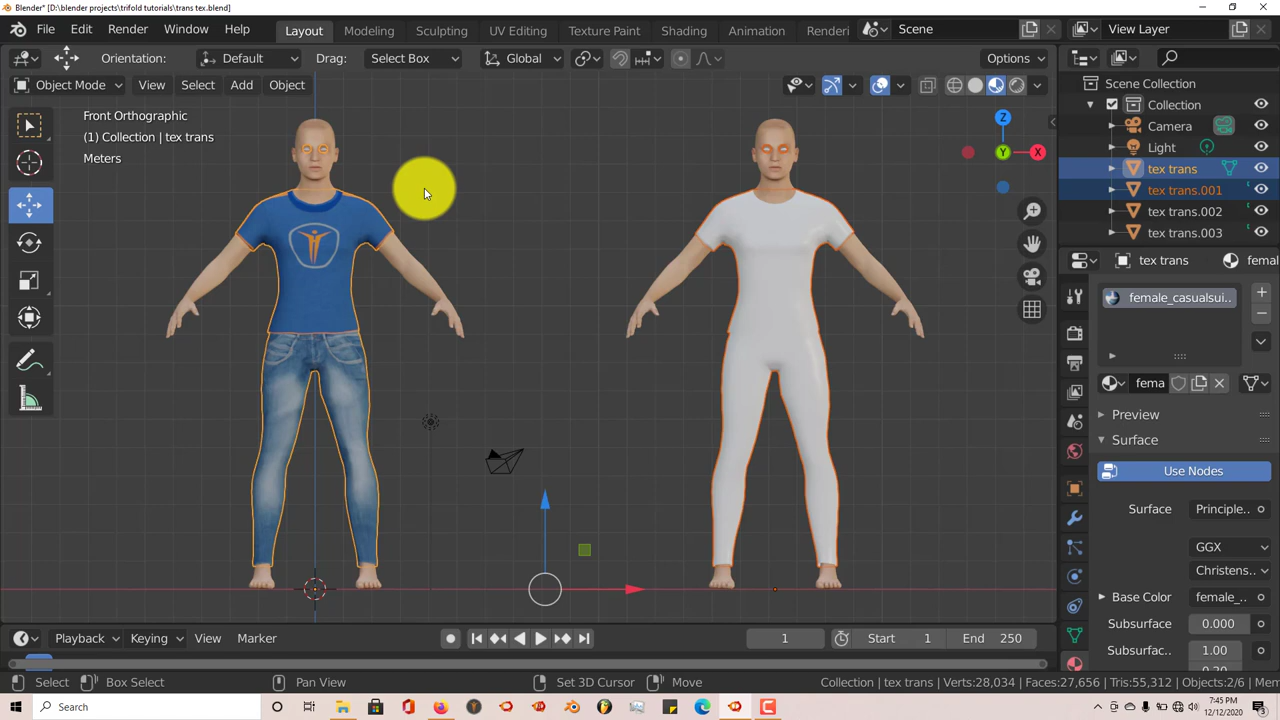 Blender* [D:\blender projects\trifold tutorials\trans tex.blend]
File Edit Render Window Help Layout Modeling Sculpting UV Editing Texture Paint Shading Animation Renderi Scene View Layer
Orientation: Default Drag: Select Box Global Options
Object Mode View Select Add Object
Scene Collection
Front Orthographic
(1) Collection | tex trans
Meters
Collection
Camera
Light
tex trans
tex trans.001
tex trans.002
tex trans.003
Z
Y
X
tex trans femal
female_casualsui..
fema
Preview
Surface
Use Nodes
Surface Principle..
GGX
Christens..
Base Color female_..
Subsurface 0.000
Subsurfac.. 1.00
0.20
Playback Keying View Marker 1 Start 1 End 250
Select Box Select Pan View Set 3D Cursor Move Collection | tex trans | Verts:28,034 | Faces:27,656 | Tris:55,312 | Objects:2/6 | Mem
Search
7:45 PM
12/12/2020